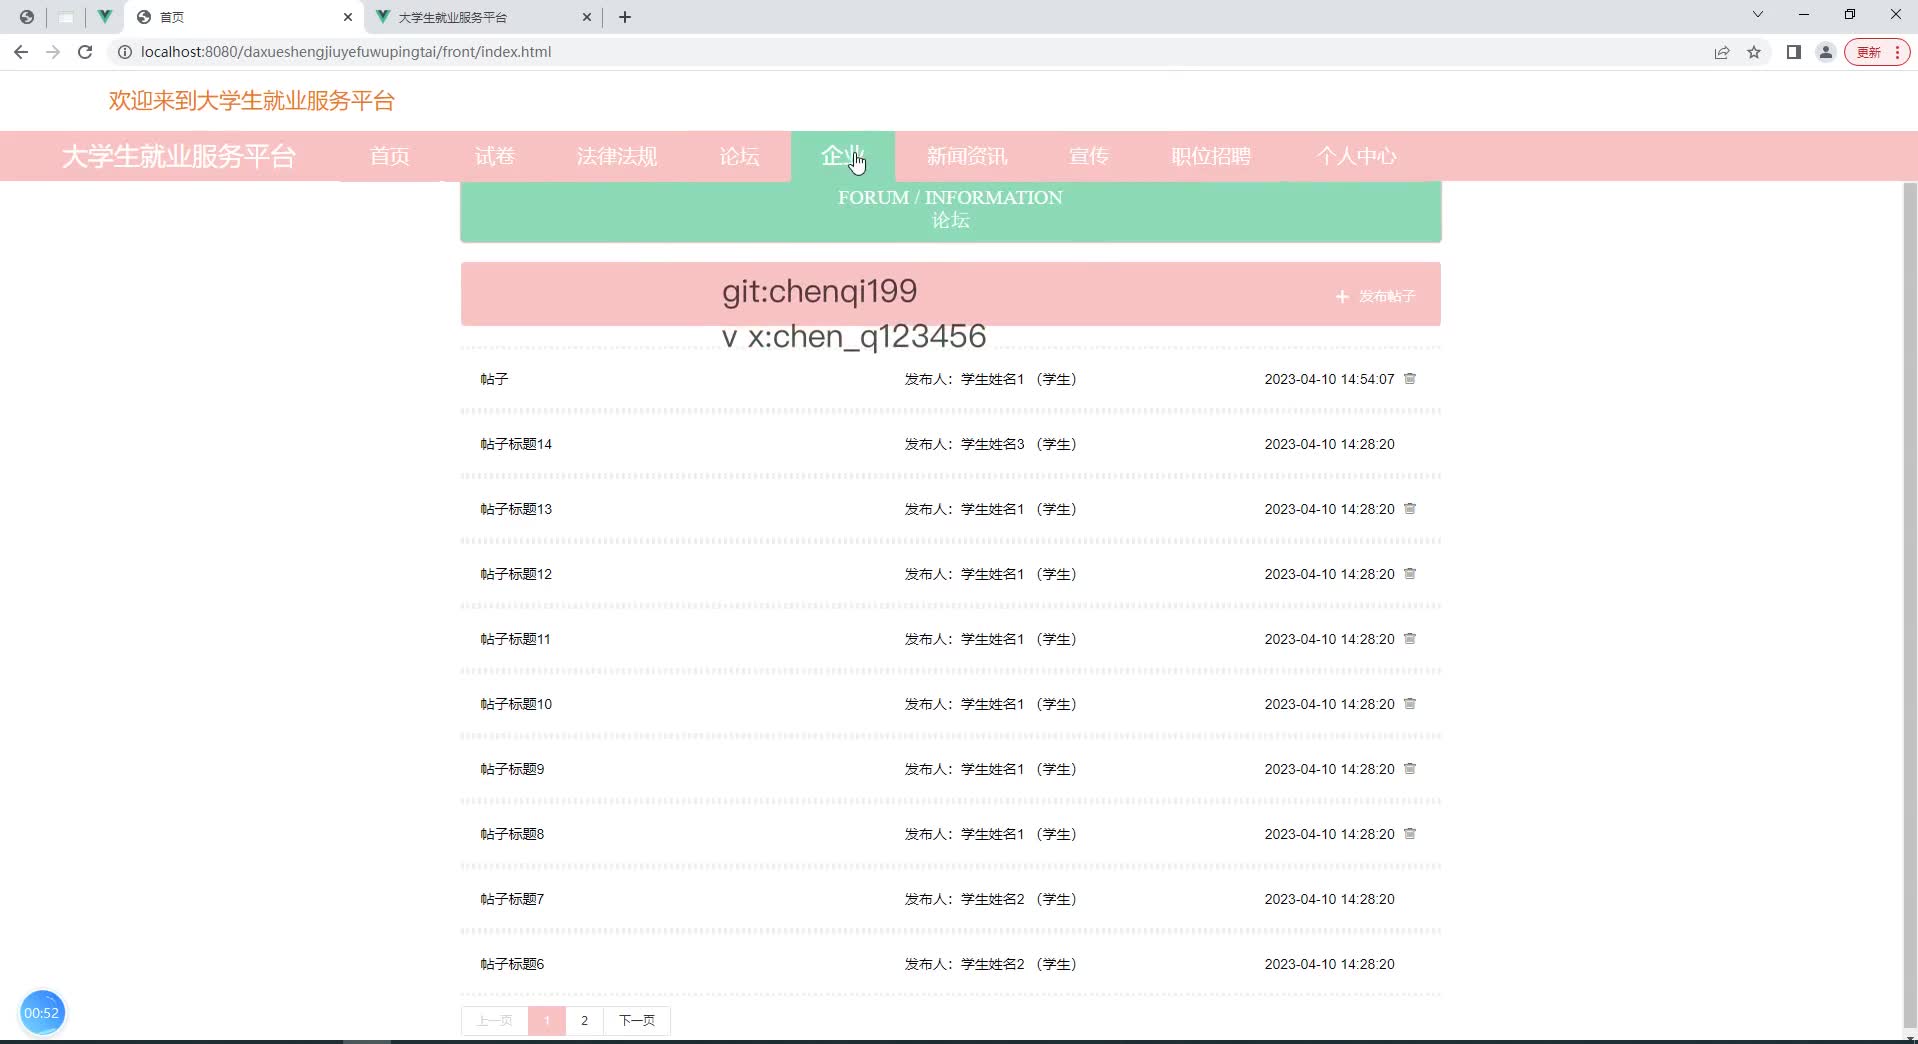 首页
大学生就业服务平台
localhost:8080/daxueshengjiuyefuwupingtai/front/index.html
更新
欢迎来到大学生就业服务平台
大学生就业服务平台 首页 试卷 法律法规 论坛 企业 新闻资讯 宣传 职位招聘 个人中心
FORUM / INFORMATION
论坛
git:chenqi199
+ 发布帖子
v x:chen_q123456
帖子 发布人：学生姓名1 （学生） 2023-04-10 14:54:07
帖子标题14 发布人：学生姓名3 （学生） 2023-04-10 14:28:20
帖子标题13 发布人：学生姓名1 （学生） 2023-04-10 14:28:20
帖子标题12 发布人：学生姓名1 （学生） 2023-04-10 14:28:20
帖子标题11 发布人：学生姓名1 （学生） 2023-04-10 14:28:20
帖子标题10 发布人：学生姓名1 （学生） 2023-04-10 14:28:20
帖子标题9 发布人：学生姓名1 （学生） 2023-04-10 14:28:20
帖子标题8 发布人：学生姓名1 （学生） 2023-04-10 14:28:20
帖子标题7 发布人：学生姓名2 （学生） 2023-04-10 14:28:20
帖子标题6 发布人：学生姓名2 （学生） 2023-04-10 14:28:20
00:52
上一页 1 2 下一页